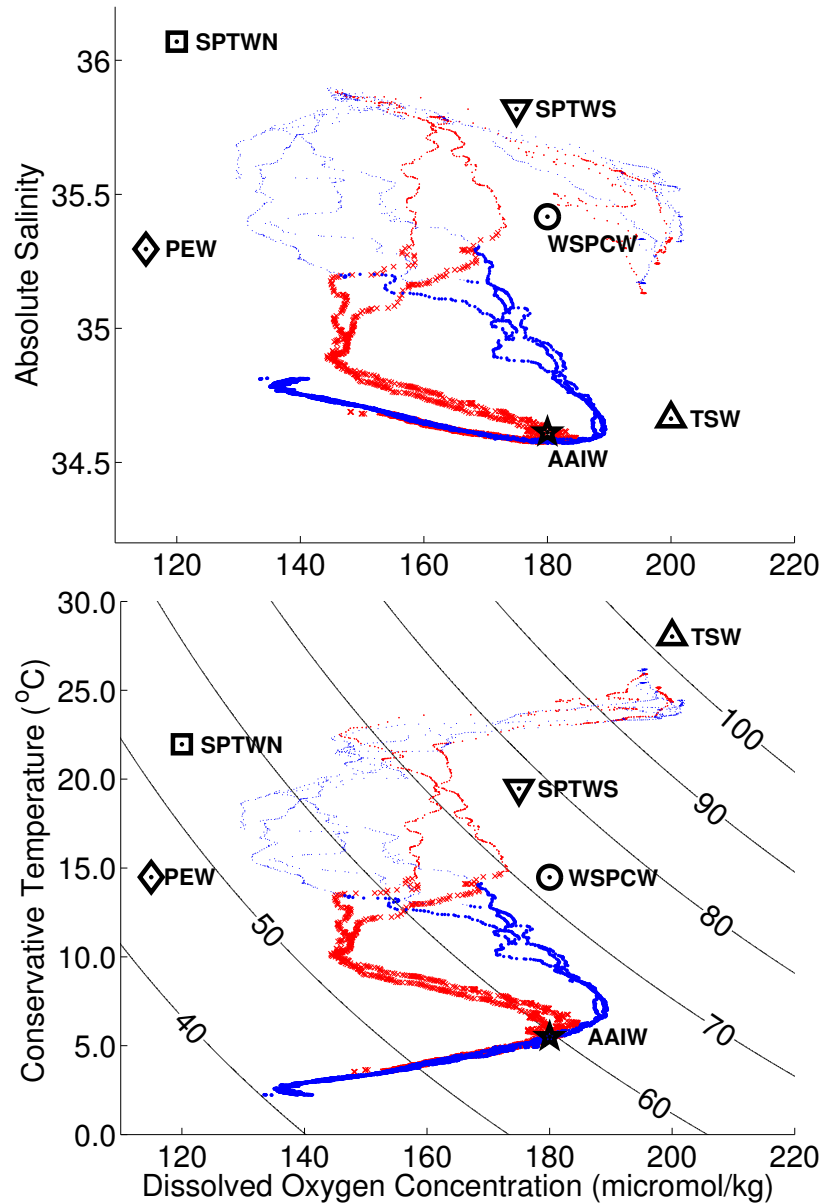 36
35.5
35
34.5
Absolute Salinity
SPTWN
SPTWS
PEW
WSPCW
TSW
AAIW
120 140 160 180 200 220
30.0
25.0
20.0
15.0
10.0
5.0
0.0
Conservative Temperature (°C)
TSW
100
SPTWN
SPTWS
90
PEW
WSPCW
80
50
70
40
AAIW
60
120 140 160 180 200 220
Dissolved Oxygen Concentration (micromol/kg)